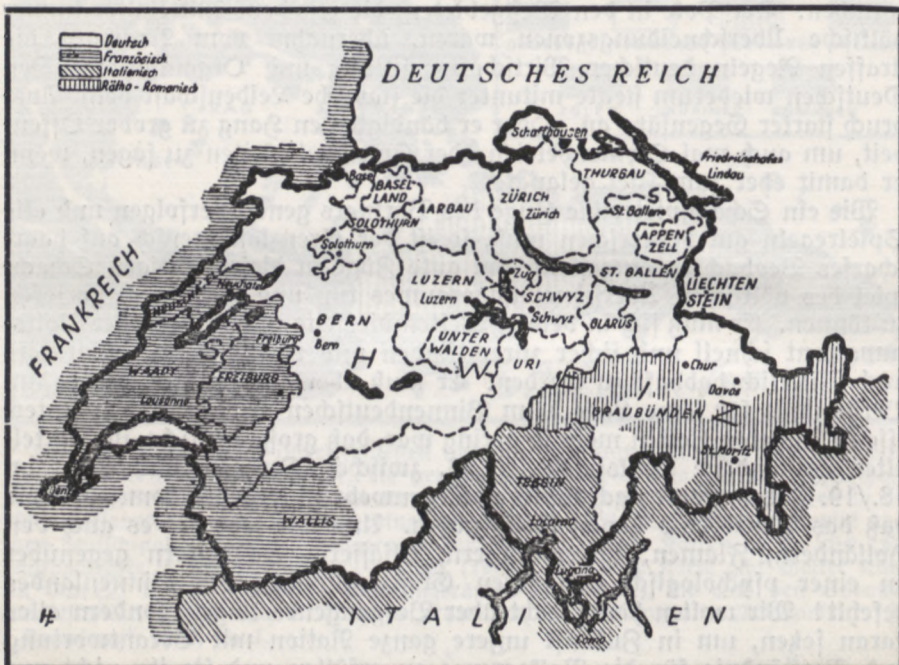 Deutsch
Französisch
Italienisch
Rätho-Romanisch
DEUTSCHES REICH
Schaffhausen
Friedrichshafen
Lindau
THURGAU
Basel
BASEL
LAND
AARGAU
ZÜRICH
Zürich
St. Gallen
APPEN
ZELL
SOLOTHURN
Solothurn
FRANKREICH
Zug
ST. GALLEN
LIECHTEN
STEIN
Luzern
SCHWYZ
Schwyz
GLARUS
BERN
Bern
UNTER
WALDEN
URI
Freiburg
FREIBURG
WAADT
Lausanne
Chur
Davos
GRAUBÜNDEN
St. Moritz
S
H
W
TESSIN
WALLIS
Locarno
Lugano
Como
ITALIEN